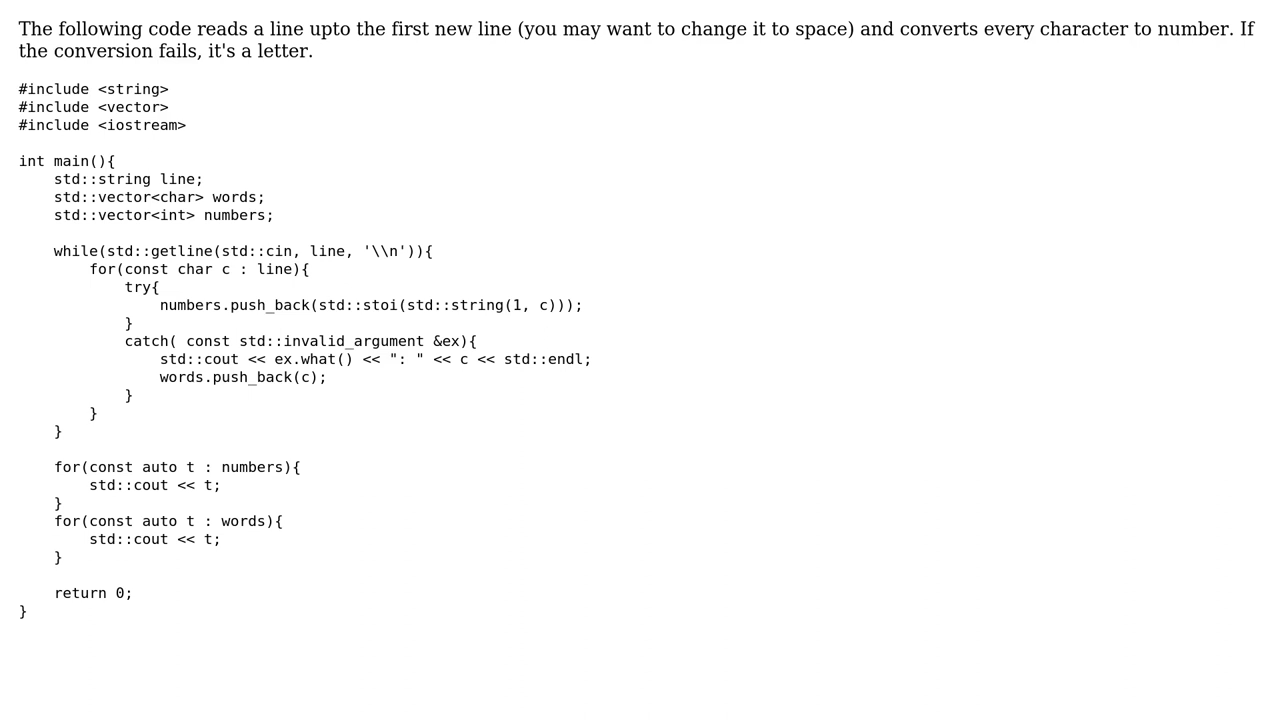 The following code reads a line upto the first new line (you may want to change it to space) and converts every character to number. If
the conversion fails, it's a letter.
#include <string>
#include <vector>
#include <iostream>
int main(){
    std::string line;
    std::vector<char> words;
    std::vector<int> numbers;
    while(std::getline(std::cin, line, '\\n')){
        for(const char c : line){
            try{
                numbers.push_back(std::stoi(std::string(1, c)));
            }
            catch( const std::invalid_argument &ex){
                std::cout << ex.what() << ": " << c << std::endl;
                words.push_back(c);
            }
        }
    }
    for(const auto t : numbers){
        std::cout << t;
    }
    for(const auto t : words){
        std::cout << t;
    }
    return 0;
}